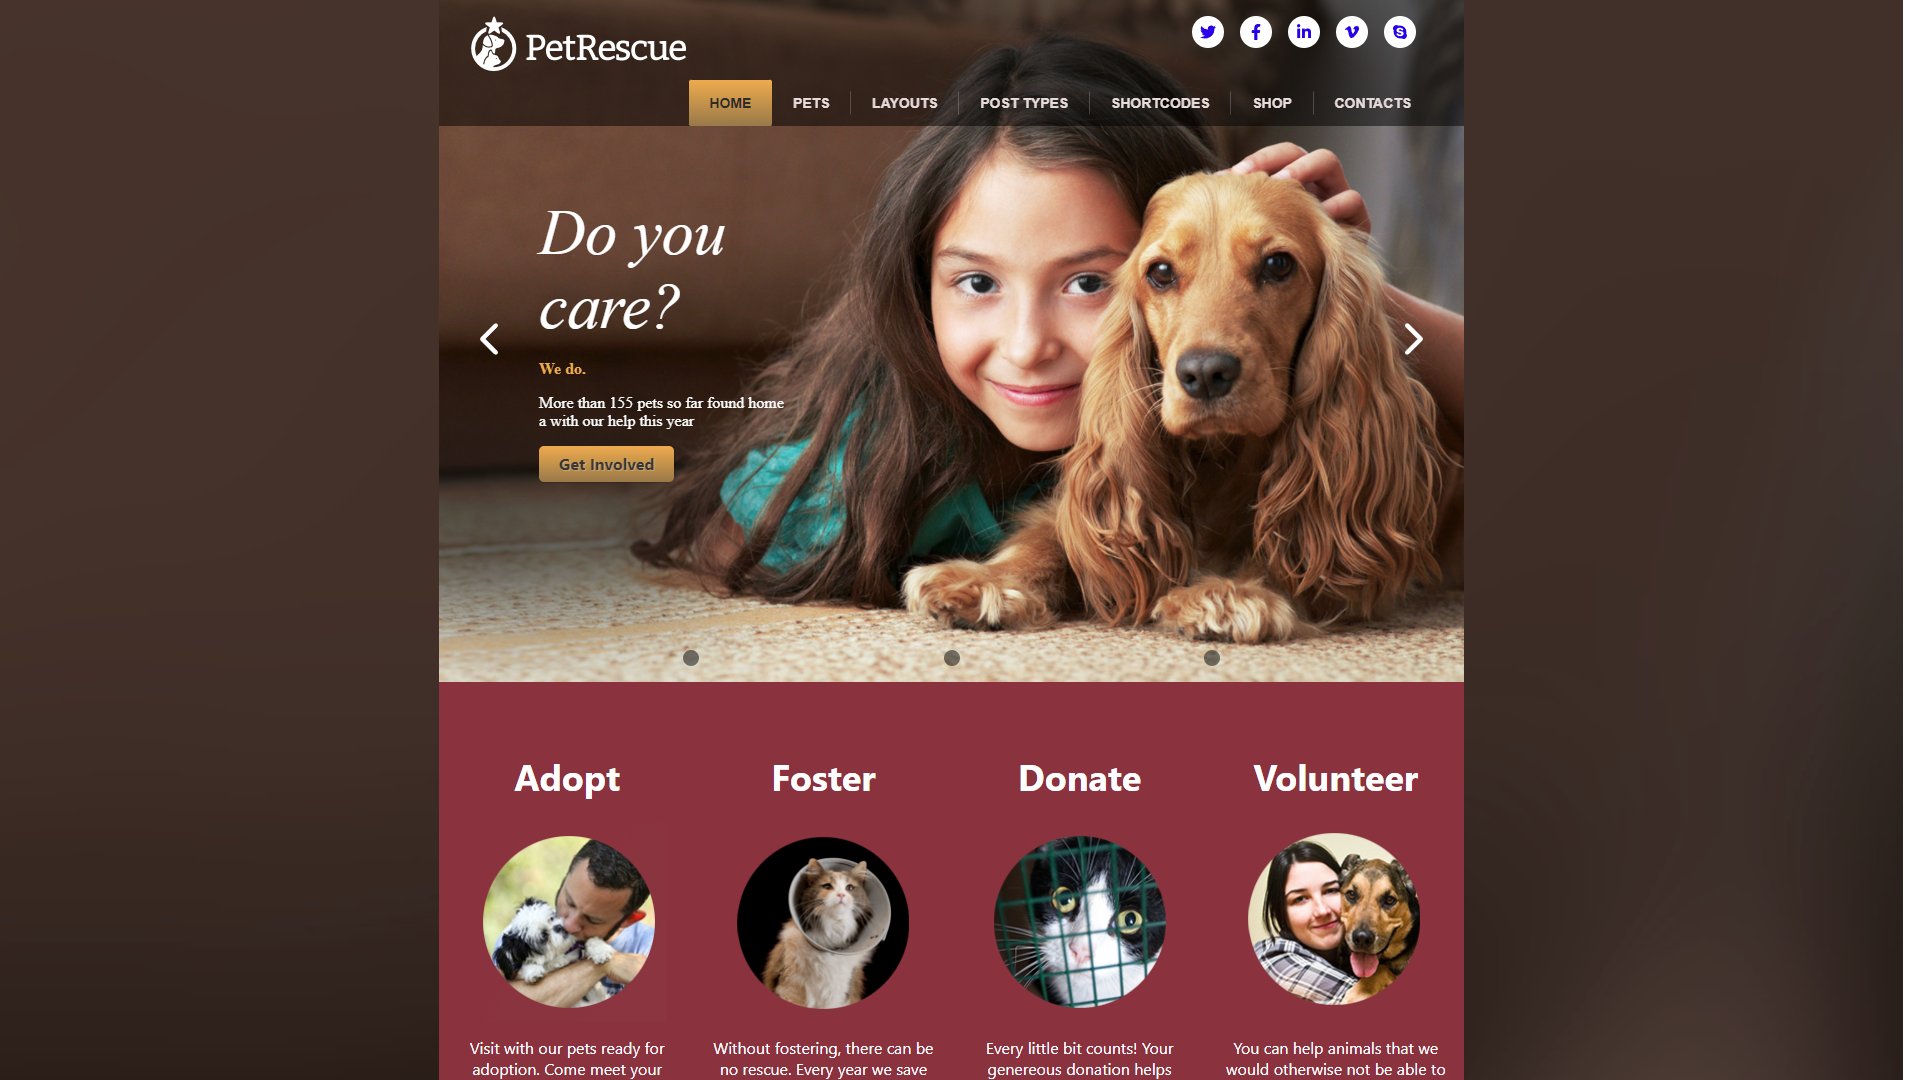 PetRescue
HOME PETS LAYOUTS POST TYPES SHORTCODES SHOP CONTACTS
Do you
care?
We do.
More than 155 pets so far found home
a with our help this year
Get Involved
Adopt
Foster
Donate
Volunteer
Visit with our pets ready for
adoption. Come meet your
Without fostering, there can be
no rescue. Every year we save
Every little bit counts! Your
genereous donation helps
You can help animals that we
would otherwise not be able to